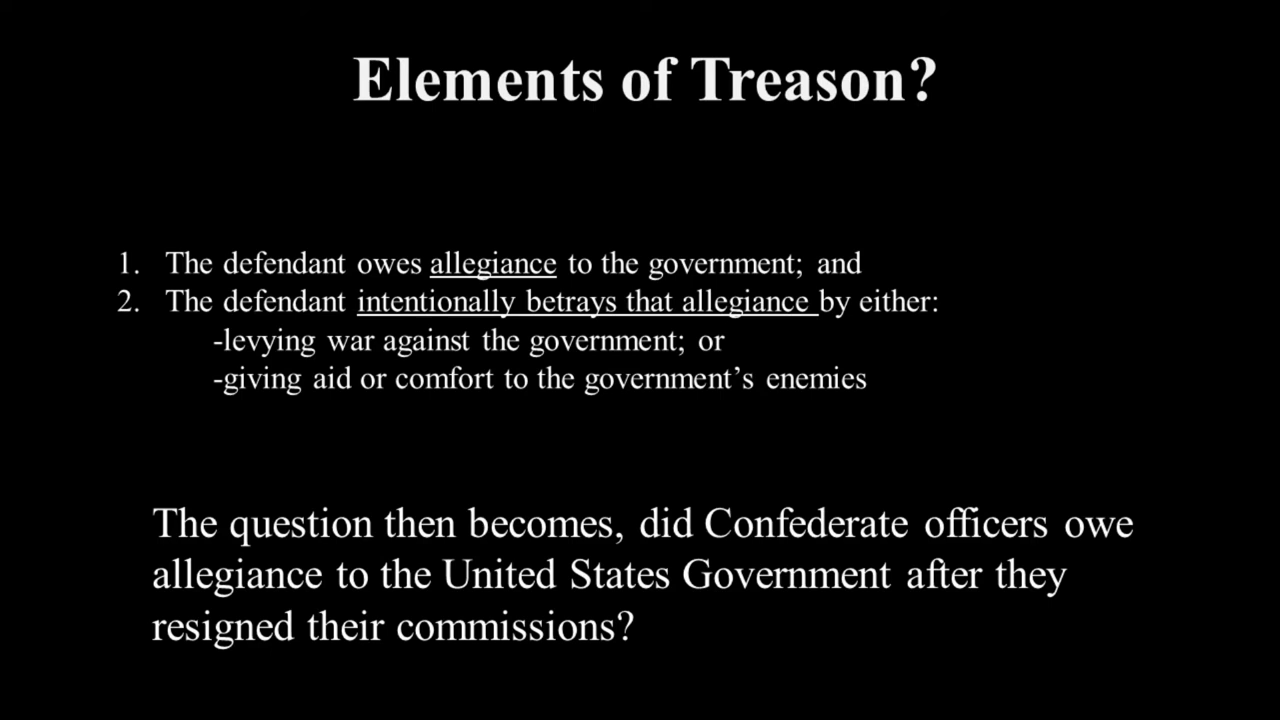 Elements of Treason?
1. The defendant owes allegiance to the government; and
2. The defendant intentionally betrays that allegiance by either:
-levying war against the government; or
-giving aid or comfort to the government’s enemies
The question then becomes, did Confederate officers owe
allegiance to the United States Government after they
resigned their commissions?